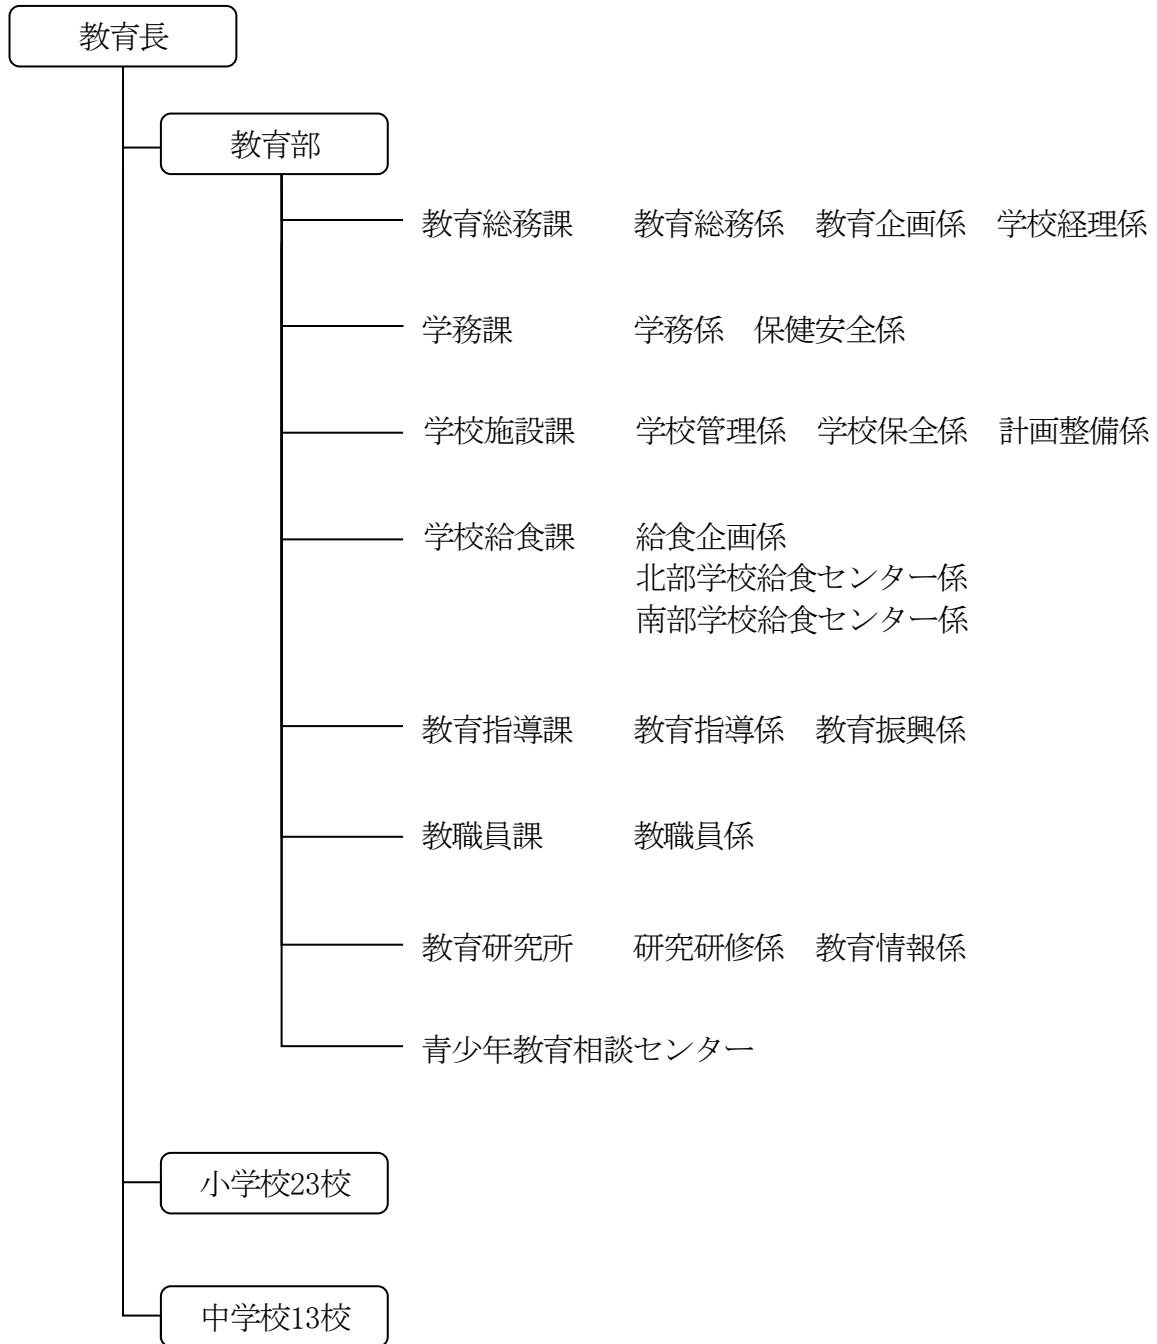 教育長
教育部
教育総務課　教育総務係　教育企画係　学校経理係
学務課　学務係　保健安全係
学校施設課　学校管理係　学校保全係　計画整備係
学校給食課　給食企画係
北部学校給食センター係
南部学校給食センター係
教育指導課　教育指導係　教育振興係
教職員課　教職員係
教育研究所　研究研修係　教育情報係
青少年教育相談センター
小学校23校
中学校13校